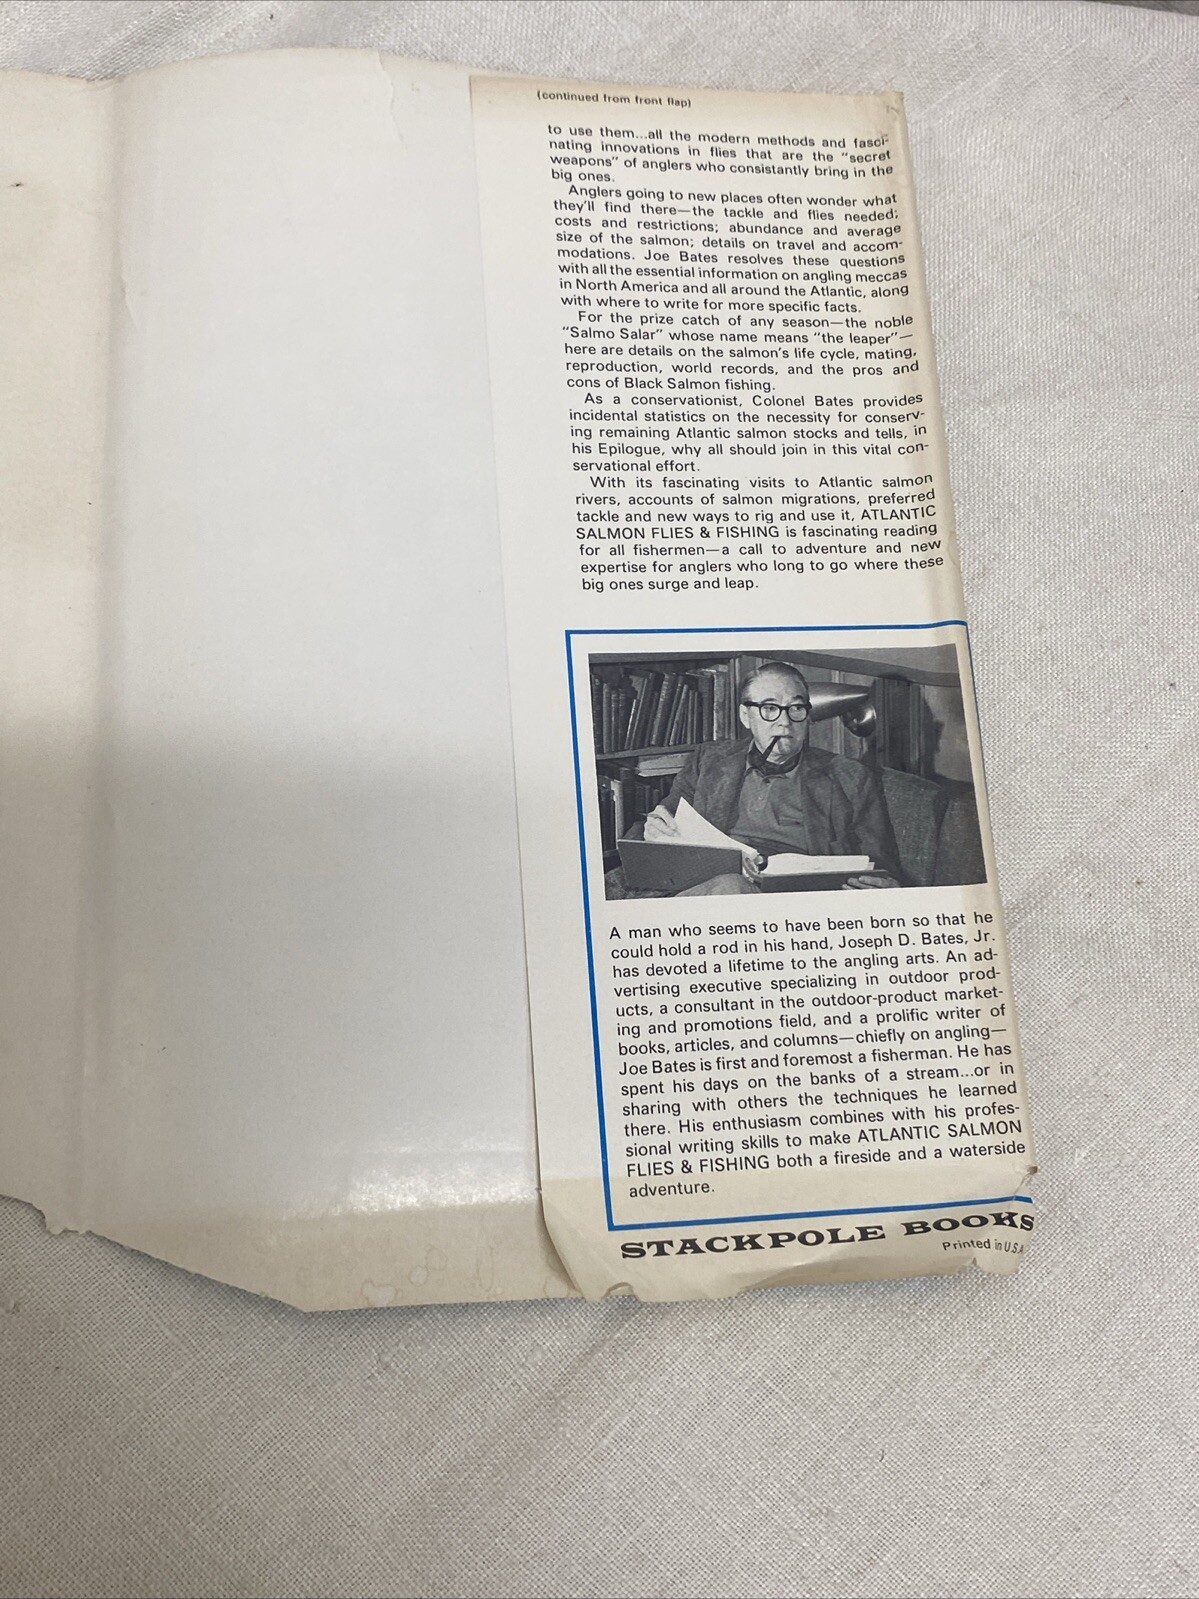 (continued from front flap)
to use them...all the modern methods and fasci-
nating innovations in flies that are the "secret
weapons" of anglers who consistantly bring in the
big ones.
Anglers going to new places often wonder what
they'll find there—the tackle and flies needed;
costs and restrictions; abundance and average
size of the salmon; details on travel and accom-
modations. Joe Bates resolves these questions
with all the essential information on angling meccas
in North America and all around the Atlantic, along
with where to write for more specific facts.
For the prize catch of any season—the noble
"Salmo Salar" whose name means "the leaper"—
here are details on the salmon's life cycle, mating,
reproduction, world records, and the pros and
cons of Black Salmon fishing.
As a conservationist, Colonel Bates provides
incidental statistics on the necessity for conserv-
ing remaining Atlantic salmon stocks and tells, in
his Epilogue, why all should join in this vital con-
servational effort.
With its fascinating visits to Atlantic salmon
rivers, accounts of salmon migrations, preferred
tackle and new ways to rig and use it, ATLANTIC
SALMON FLIES & FISHING is fascinating reading
for all fishermen—a call to adventure and new
expertise for anglers who long to go where these
big ones surge and leap.
A man who seems to have been born so that he
could hold a rod in his hand, Joseph D. Bates, Jr.
has devoted a lifetime to the angling arts. An ad-
vertising executive specializing in outdoor prod-
ucts, a consultant in the outdoor-product market-
ing and promotions field, and a prolific writer of
books, articles, and columns—chiefly on angling—
Joe Bates is first and foremost a fisherman. He has
spent his days on the banks of a stream...or in
sharing with others the techniques he learned
there. His enthusiasm combines with his profes-
sional writing skills to make ATLANTIC SALMON
FLIES & FISHING both a fireside and a waterside
adventure.
STACKPOLE BOOKS
Printed in U.S.A.